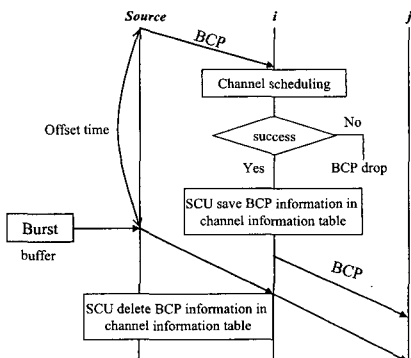 Source i j
BCP
Channel scheduling
Offset time
success
No
Yes
BCP drop
SCU save BCP information in
channel information table
Burst
buffer
BCP
SCU delete BCP information in
channel information table